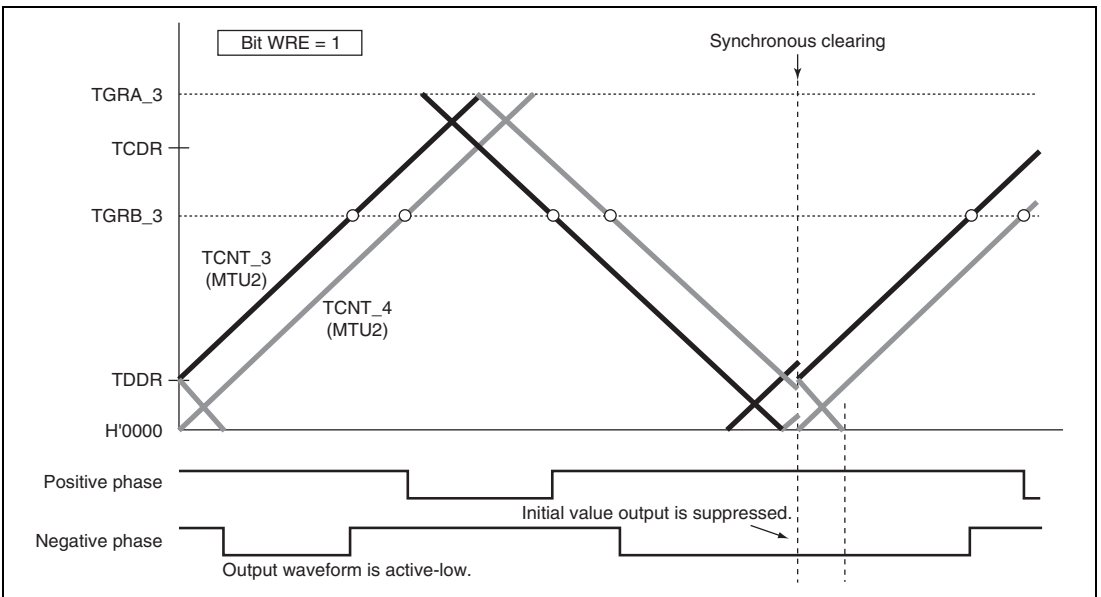 Bit WRE = 1
Synchronous clearing
TGRA_3
TCDR
TGRB_3
TCNT_3
(MTU2)
TCNT_4
(MTU2)
TDDR
H'0000
Positive phase
Initial value output is suppressed.
Negative phase
Output waveform is active-low.